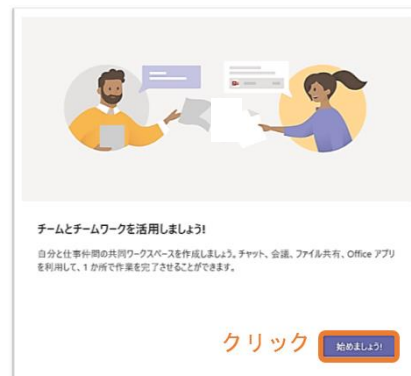 チームとチームワークを活用しましょう!
自分と仕事仲間の共同ワークスペースを作成しましょう。チャット、会議、ファイル共有、Office アプリ
を利用して、1 か所で作業を完了させることができます。
クリック 始めましょう!